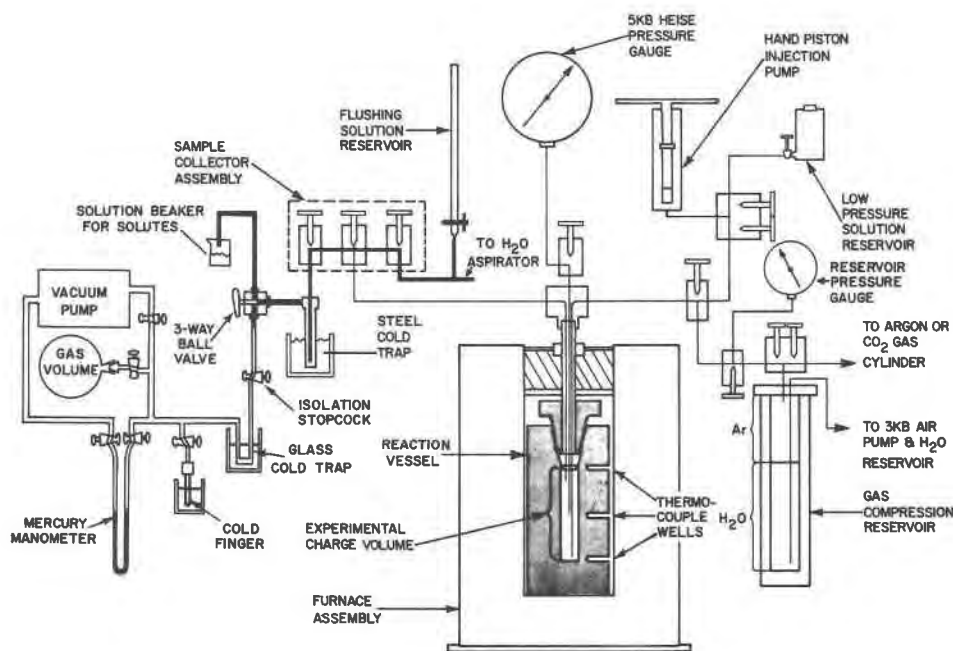 5KB HEISE
PRESSURE
GAUGE
HAND PISTON
INJECTION
PUMP
FLUSHING
SOLUTION
RESERVOIR
SAMPLE
COLLECTOR
ASSEMBLY
SOLUTION BEAKER
FOR SOLUTES
LOW
PRESSURE
SOLUTION
RESERVOIR
TO H2O
ASPIRATOR
RESERVOIR
PRESSURE
GAUGE
VACUUM
PUMP
3-WAY
BALL
VALVE
STEEL
COLD
TRAP
TO ARGON OR
CO2 GAS
CYLINDER
GAS
VOLUME
ISOLATION
STOPCOCK
REACTION
VESSEL
Ar
TO 3KB AIR
PUMP & H2O
RESERVOIR
GLASS
COLD TRAP
THERMO-
COUPLE
WELLS
H2O
GAS
COMPRESSION
RESERVOIR
MERCURY
MANOMETER
COLD
FINGER
EXPERIMENTAL
CHARGE VOLUME
FURNACE
ASSEMBLY